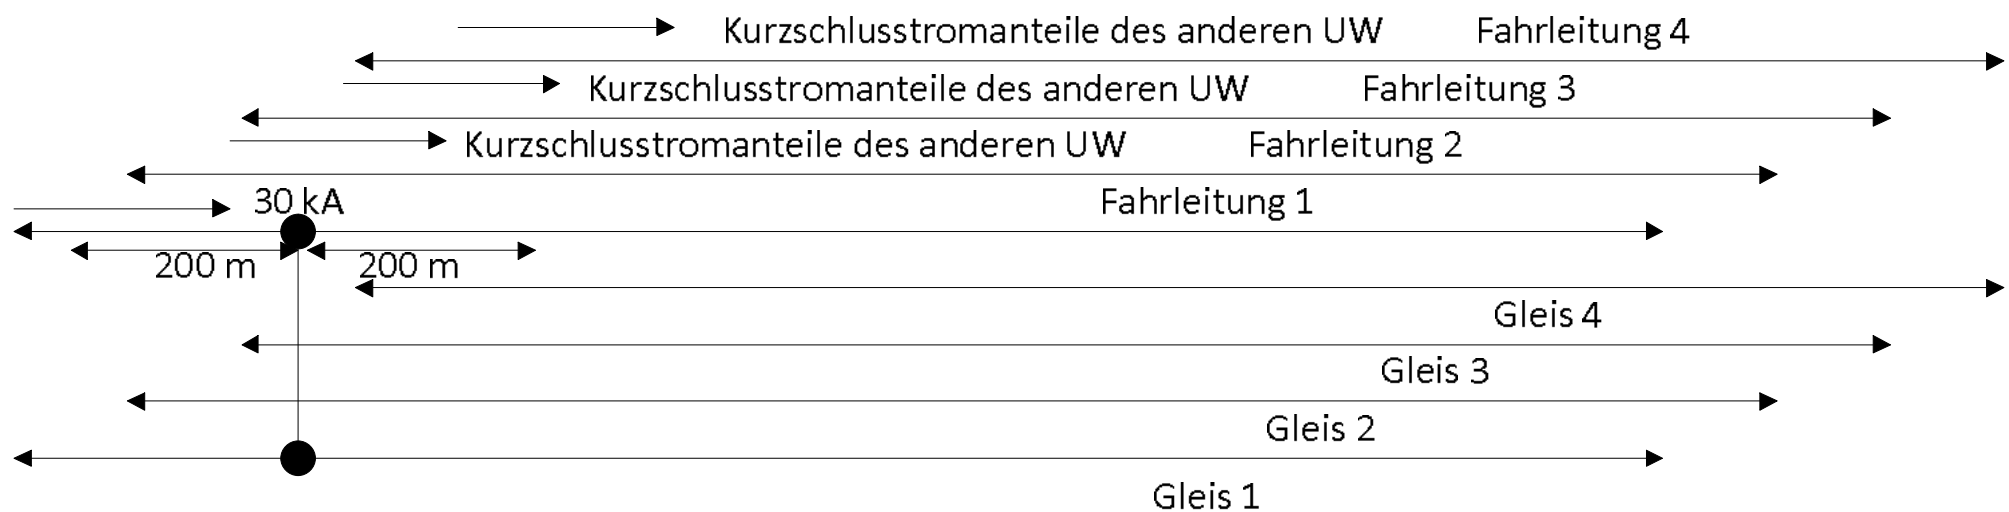 Kurzschlusstromanteile des anderen UW Fahrleitung 4
Kurzschlusstromanteile des anderen UW Fahrleitung 3
Kurzschlusstromanteile des anderen UW Fahrleitung 2
30 kA Fahrleitung 1
200 m 200 m
Gleis 4
Gleis 3
Gleis 2
Gleis 1